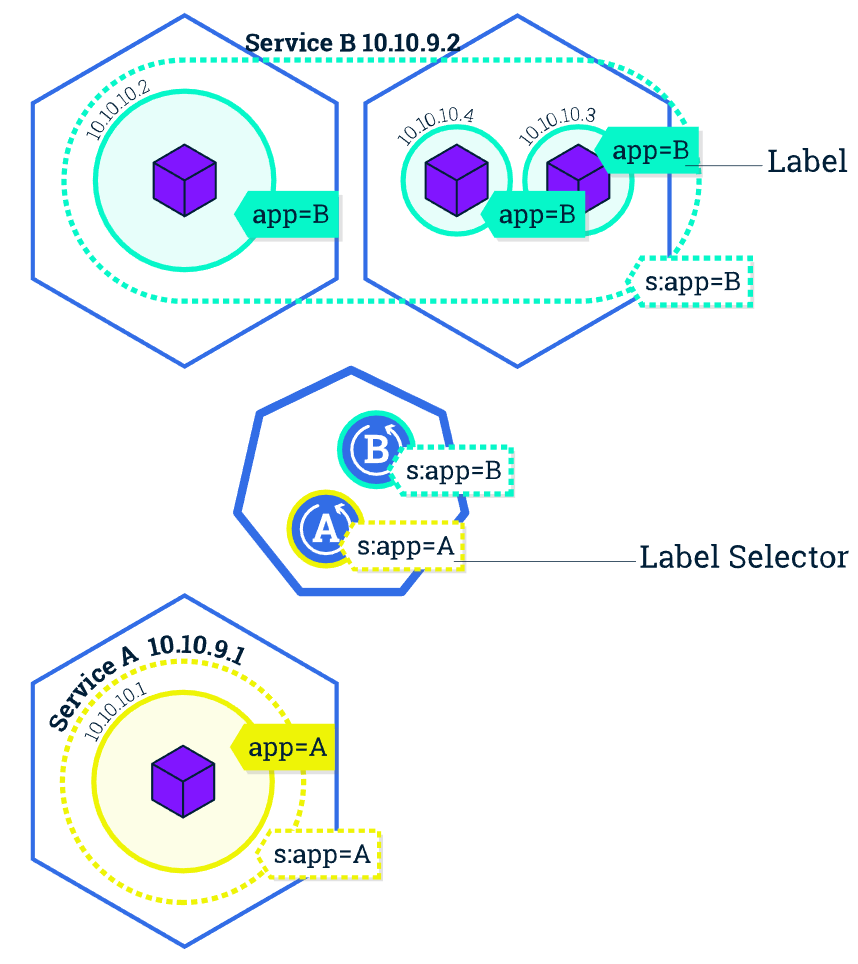 Service B 10.10.9.2
10.10.10.2
10.10.10.4
10.10.10.3
app=B
Label
app=B
app=B
s:app=B
B
s:app=B
A
s:app=A
Label Selector
Service A 10.10.9.1
10.10.10.1
app=A
s:app=A